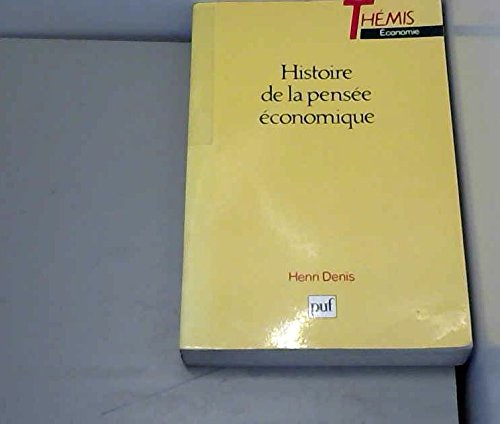 THÉMIS
Économie
Histoire
de la pensée
économique
Henri Denis
puf